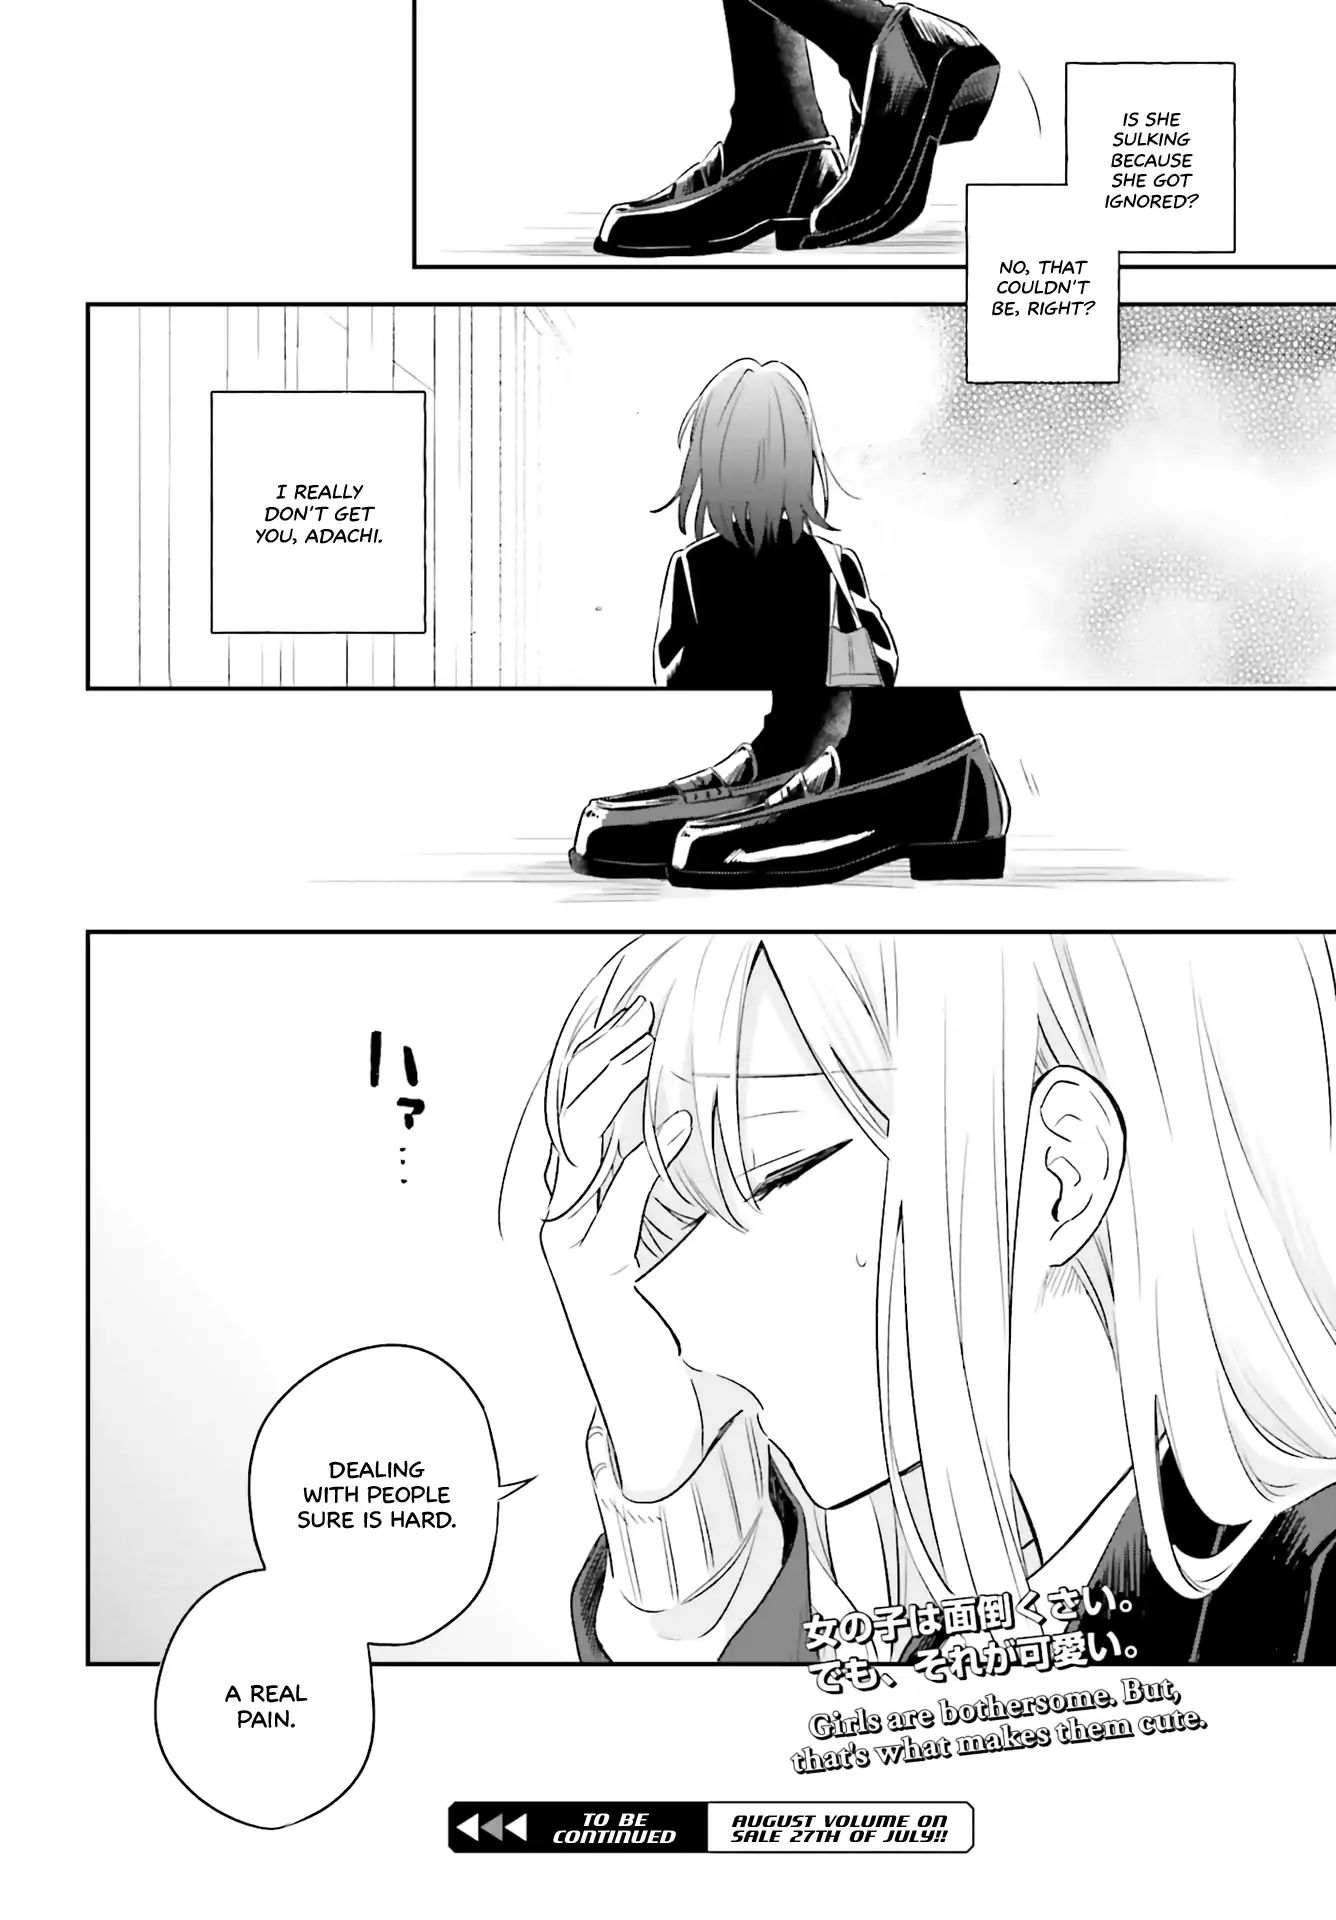 IS SHE
SULKING
BECAUSE
SHE GOT
IGNORED?
NO, THAT
COULDN'T
BE, RIGHT?
I REALLY
DON'T GET
YOU, ADACHI.
ハ
ァ
…
DEALING
WITH PEOPLE
SURE IS HARD.
A REAL
PAIN.
女の子は面倒くさい。
でも、それが可愛い。
Girls are bothersome. But,
that's what makes them cute.
TO BE
CONTINUED
AUGUST VOLUME ON
SALE 27TH OF JULY!!